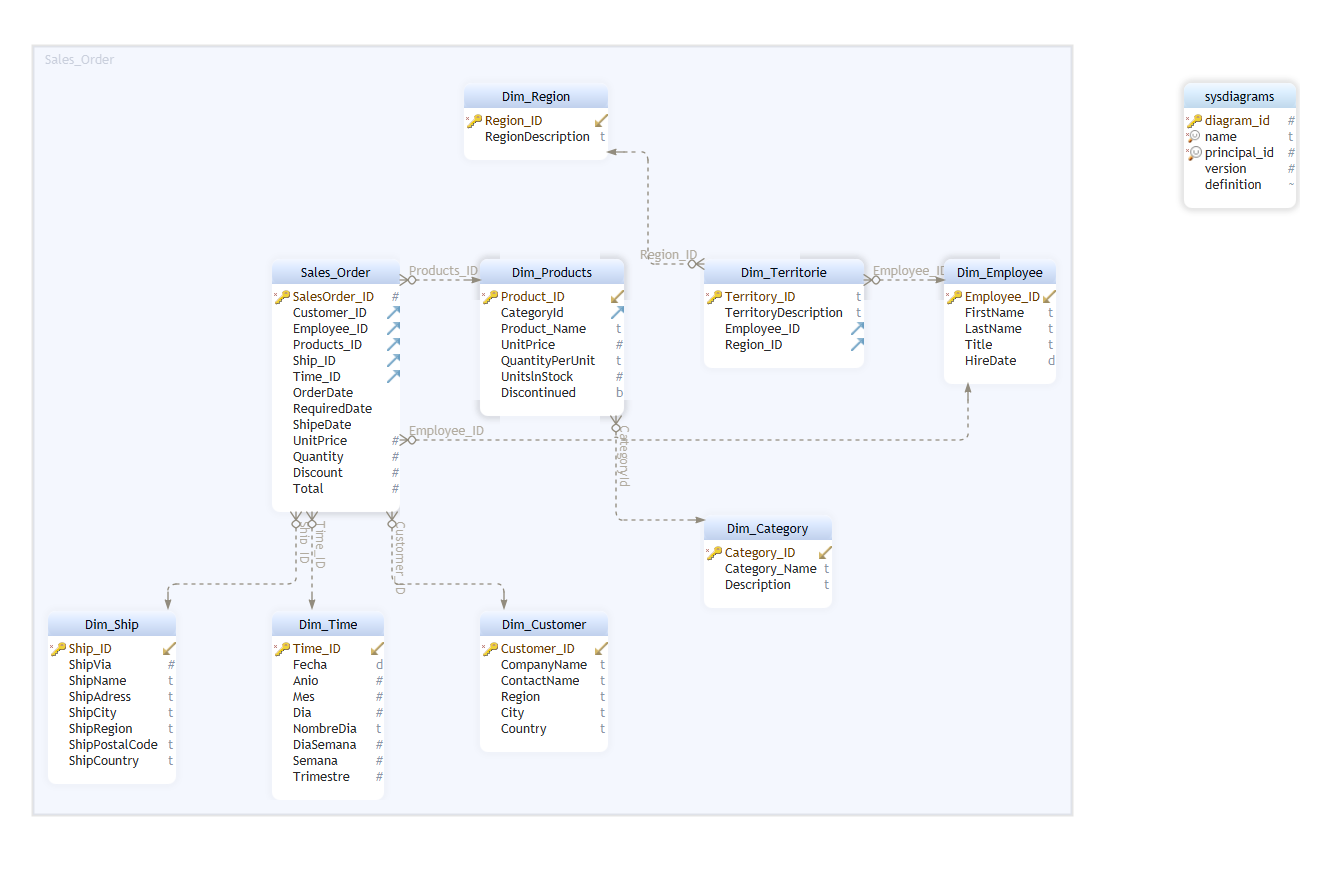 Sales_Order
Dim_Region
Region_ID
RegionDescription t
sysdiagrams
diagram_id #
name t
principal_id #
version #
definition ~
Region_ID
Sales_Order
SalesOrder_ID #
Customer_ID
Employee_ID
Products_ID
Ship_ID
Time_ID
OrderDate
RequiredDate
ShipeDate
UnitPrice #
Quantity #
Discount #
Total #
Products_ID
Dim_Products
Product_ID
CategoryId
Product_Name t
UnitPrice #
QuantityPerUnit t
UnitsInStock #
Discontinued b
Dim_Territorie
Territory_ID t
TerritoryDescription t
Employee_ID
Region_ID
Employee_ID
Dim_Employee
Employee_ID
FirstName t
LastName t
Title t
HireDate d
Employee_ID
CategoryId
Ship_ID
Time_ID
Customer_ID
Dim_Category
Category_ID
Category_Name t
Description t
Dim_Ship
Ship_ID
ShipVia #
ShipName t
ShipAdress t
ShipCity t
ShipRegion t
ShipPostalCode t
ShipCountry t
Dim_Time
Time_ID
Fecha d
Anio #
Mes #
Dia #
NombreDia t
DiaSemana #
Semana #
Trimestre #
Dim_Customer
Customer_ID
CompanyName t
ContactName t
Region t
City t
Country t